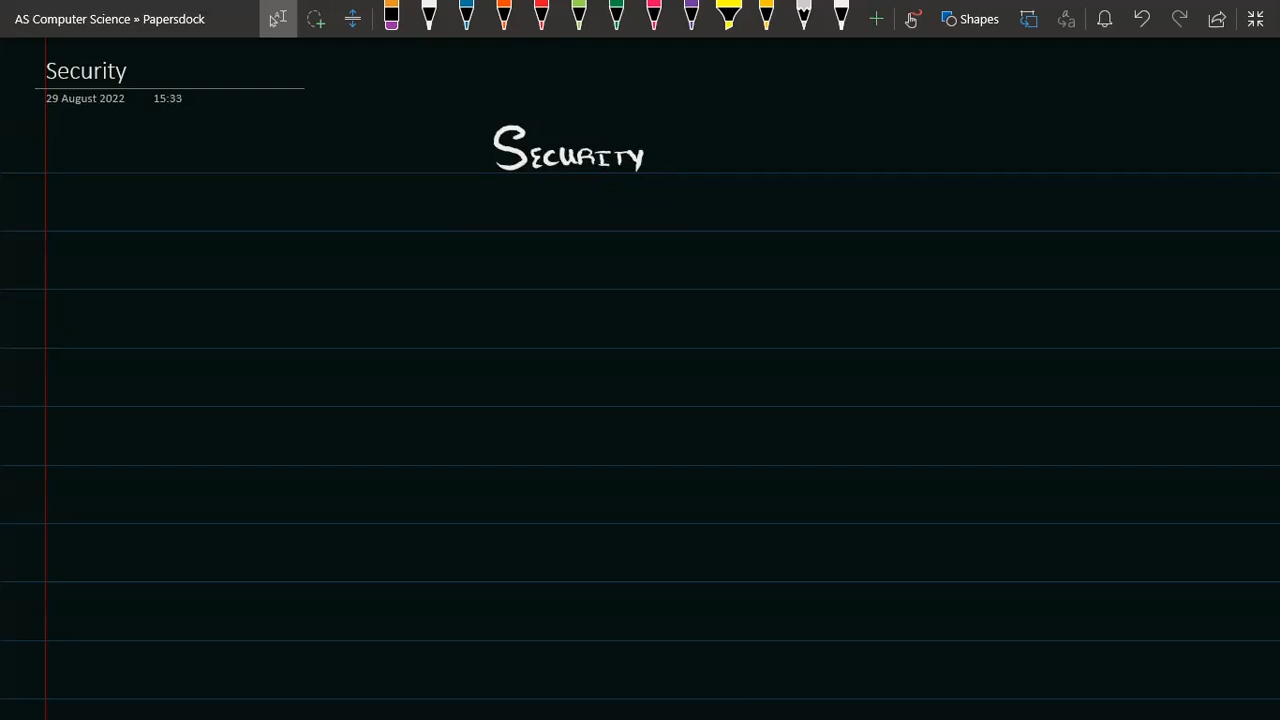 AS Computer Science » Papersdock
Shapes
Security
29 August 2022 15:33
SECURITY